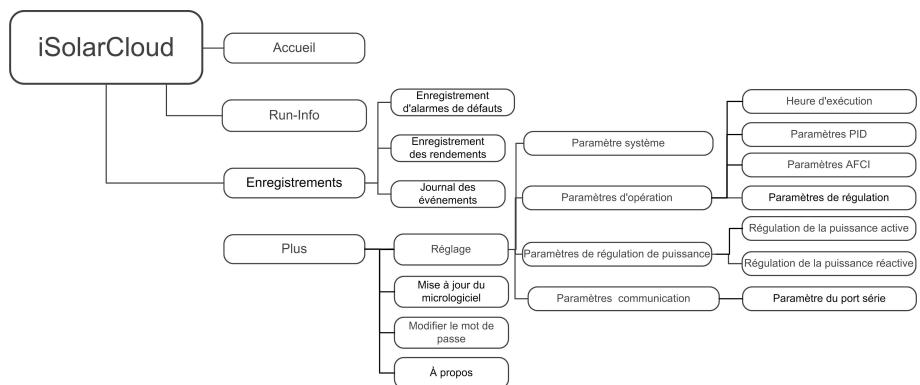 iSolarCloud
Accueil
Run-Info
Enregistrements
Enregistrement
d'alarmes de défauts
Enregistrement
des rendements
Journal des
événements
Plus
Réglage
Mise à jour du
micrologiciel
Modifier le mot de
passe
À propos
Paramètre système
Paramètres d'opération
Paramètres de régulation de puissance
Paramètres communication
Heure d'exécution
Paramètres PID
Paramètres AFCI
Paramètres de régulation
Régulation de la puissance active
Régulation de la puissance réactive
Paramètre du port série